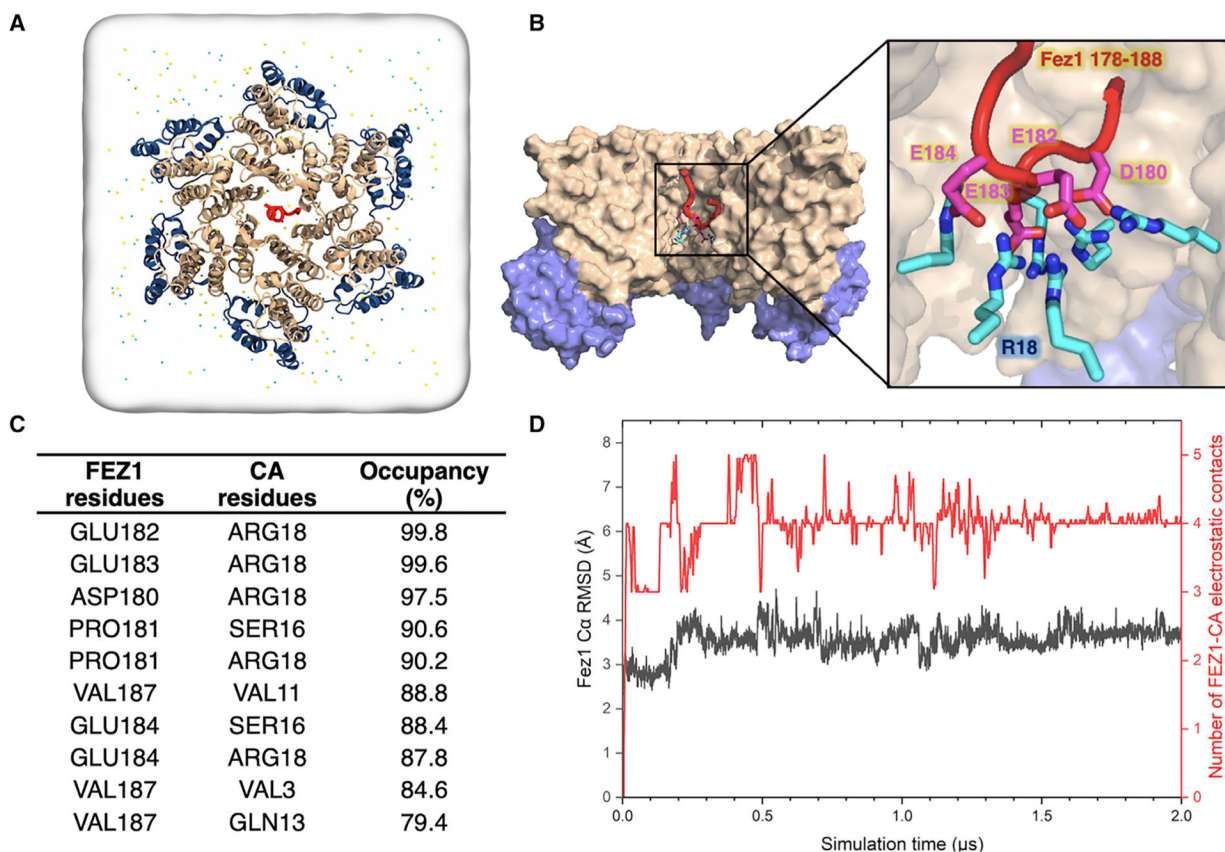 A
B
Fez1 178-188
E182
E184
D180
E183
R18
C
FEZ1 residues CA residues Occupancy (%)
GLU182 ARG18 99.8
GLU183 ARG18 99.6
ASP180 ARG18 97.5
PRO181 SER16 90.6
PRO181 ARG18 90.2
VAL187 VAL11 88.8
GLU184 SER16 88.4
GLU184 ARG18 87.8
VAL187 VAL3 84.6
VAL187 GLN13 79.4
D
Fez1 Cα RMSD (Å)
8
7
6
5
4
3
2
1
0
0.0 0.5 1.0 1.5 2.0
Simulation time (μs)
5
4
3
2
1
0
Number of FEZ1-CA electrostatic contacts